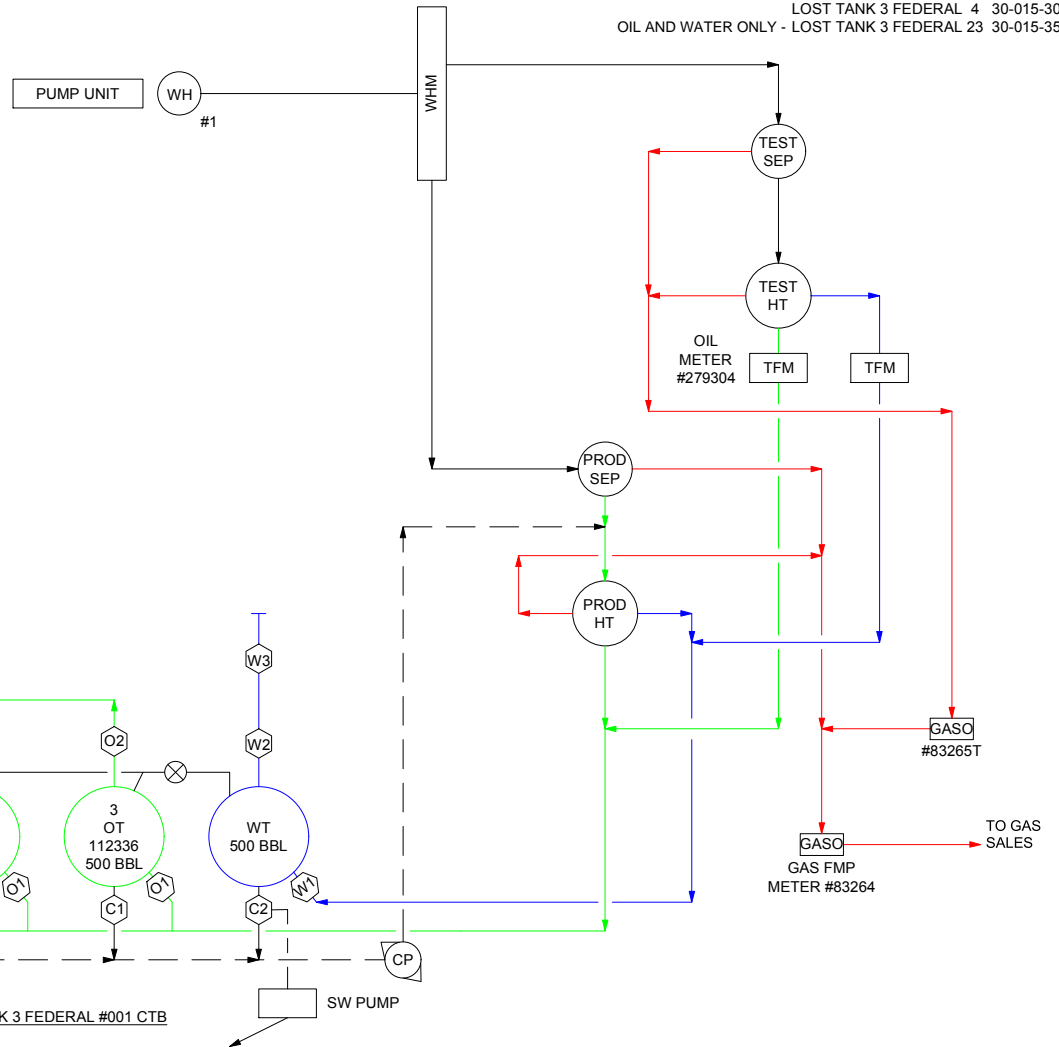 LOST TANK 3 FEDERAL 4 30-015-30
OIL AND WATER ONLY - LOST TANK 3 FEDERAL 23 30-015-35
PUMP UNIT
WH
#1
WHM
TEST
SEP
TEST
HT
OIL
METER
#279304
TFM
TFM
PROD
SEP
PROD
HT
W3
W2
O2
GASO
#83265T
3
OT
112336
500 BBL
WT
500 BBL
TO GAS
SALES
GASO
GAS FMP
METER #83264
O1
O1
W1
C1
C2
CP
SW PUMP
K 3 FEDERAL #001 CTB